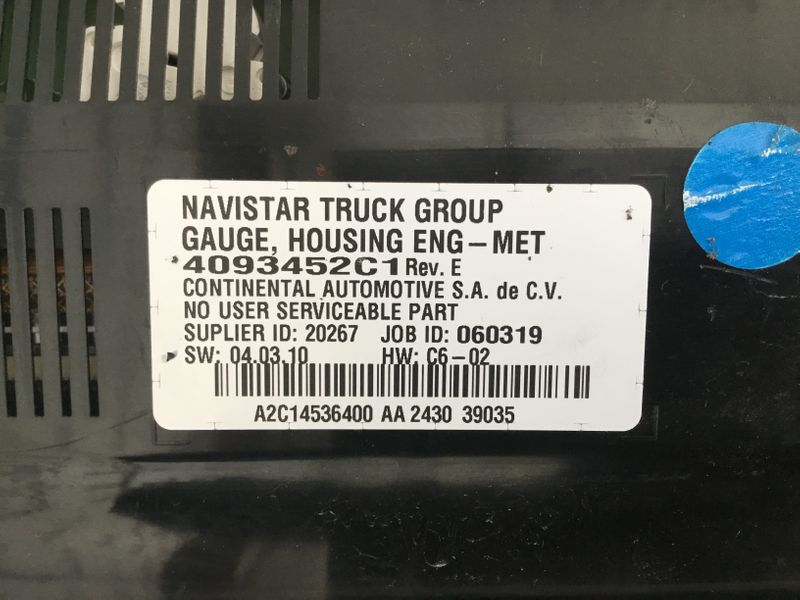 NAVISTAR TRUCK GROUP
GAUGE, HOUSING ENG-MET
4093452C1 Rev. E
CONTINENTAL AUTOMOTIVE S.A. de C.V.
NO USER SERVICEABLE PART
SUPLIER ID: 20267 JOB ID: 060319
SW: 04.03.10 HW: C6-02
A2C14536400 AA 2430 39035